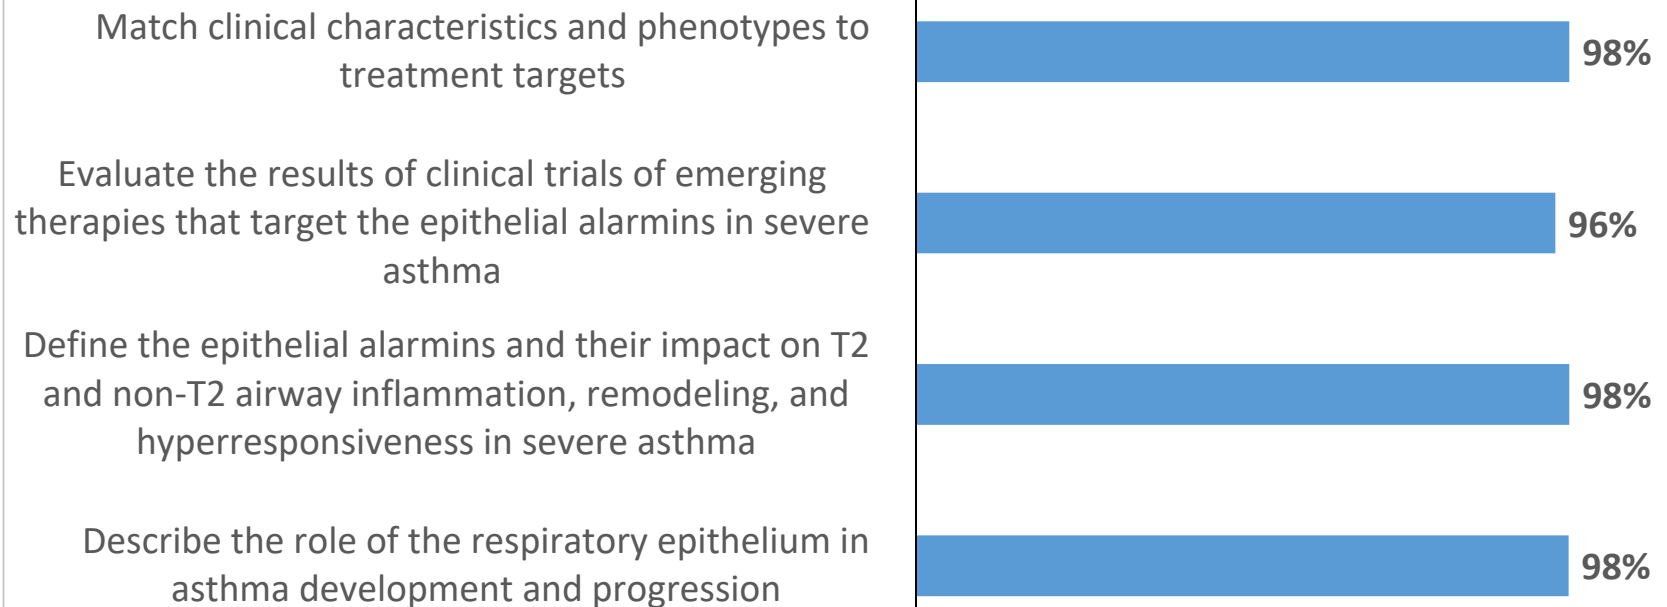 Match clinical characteristics and phenotypes to
treatment targets
98%
Evaluate the results of clinical trials of emerging
therapies that target the epithelial alarmins in severe
asthma
96%
Define the epithelial alarmins and their impact on T2
and non-T2 airway inflammation, remodeling, and
hyperresponsiveness in severe asthma
98%
Describe the role of the respiratory epithelium in
asthma development and progression
98%